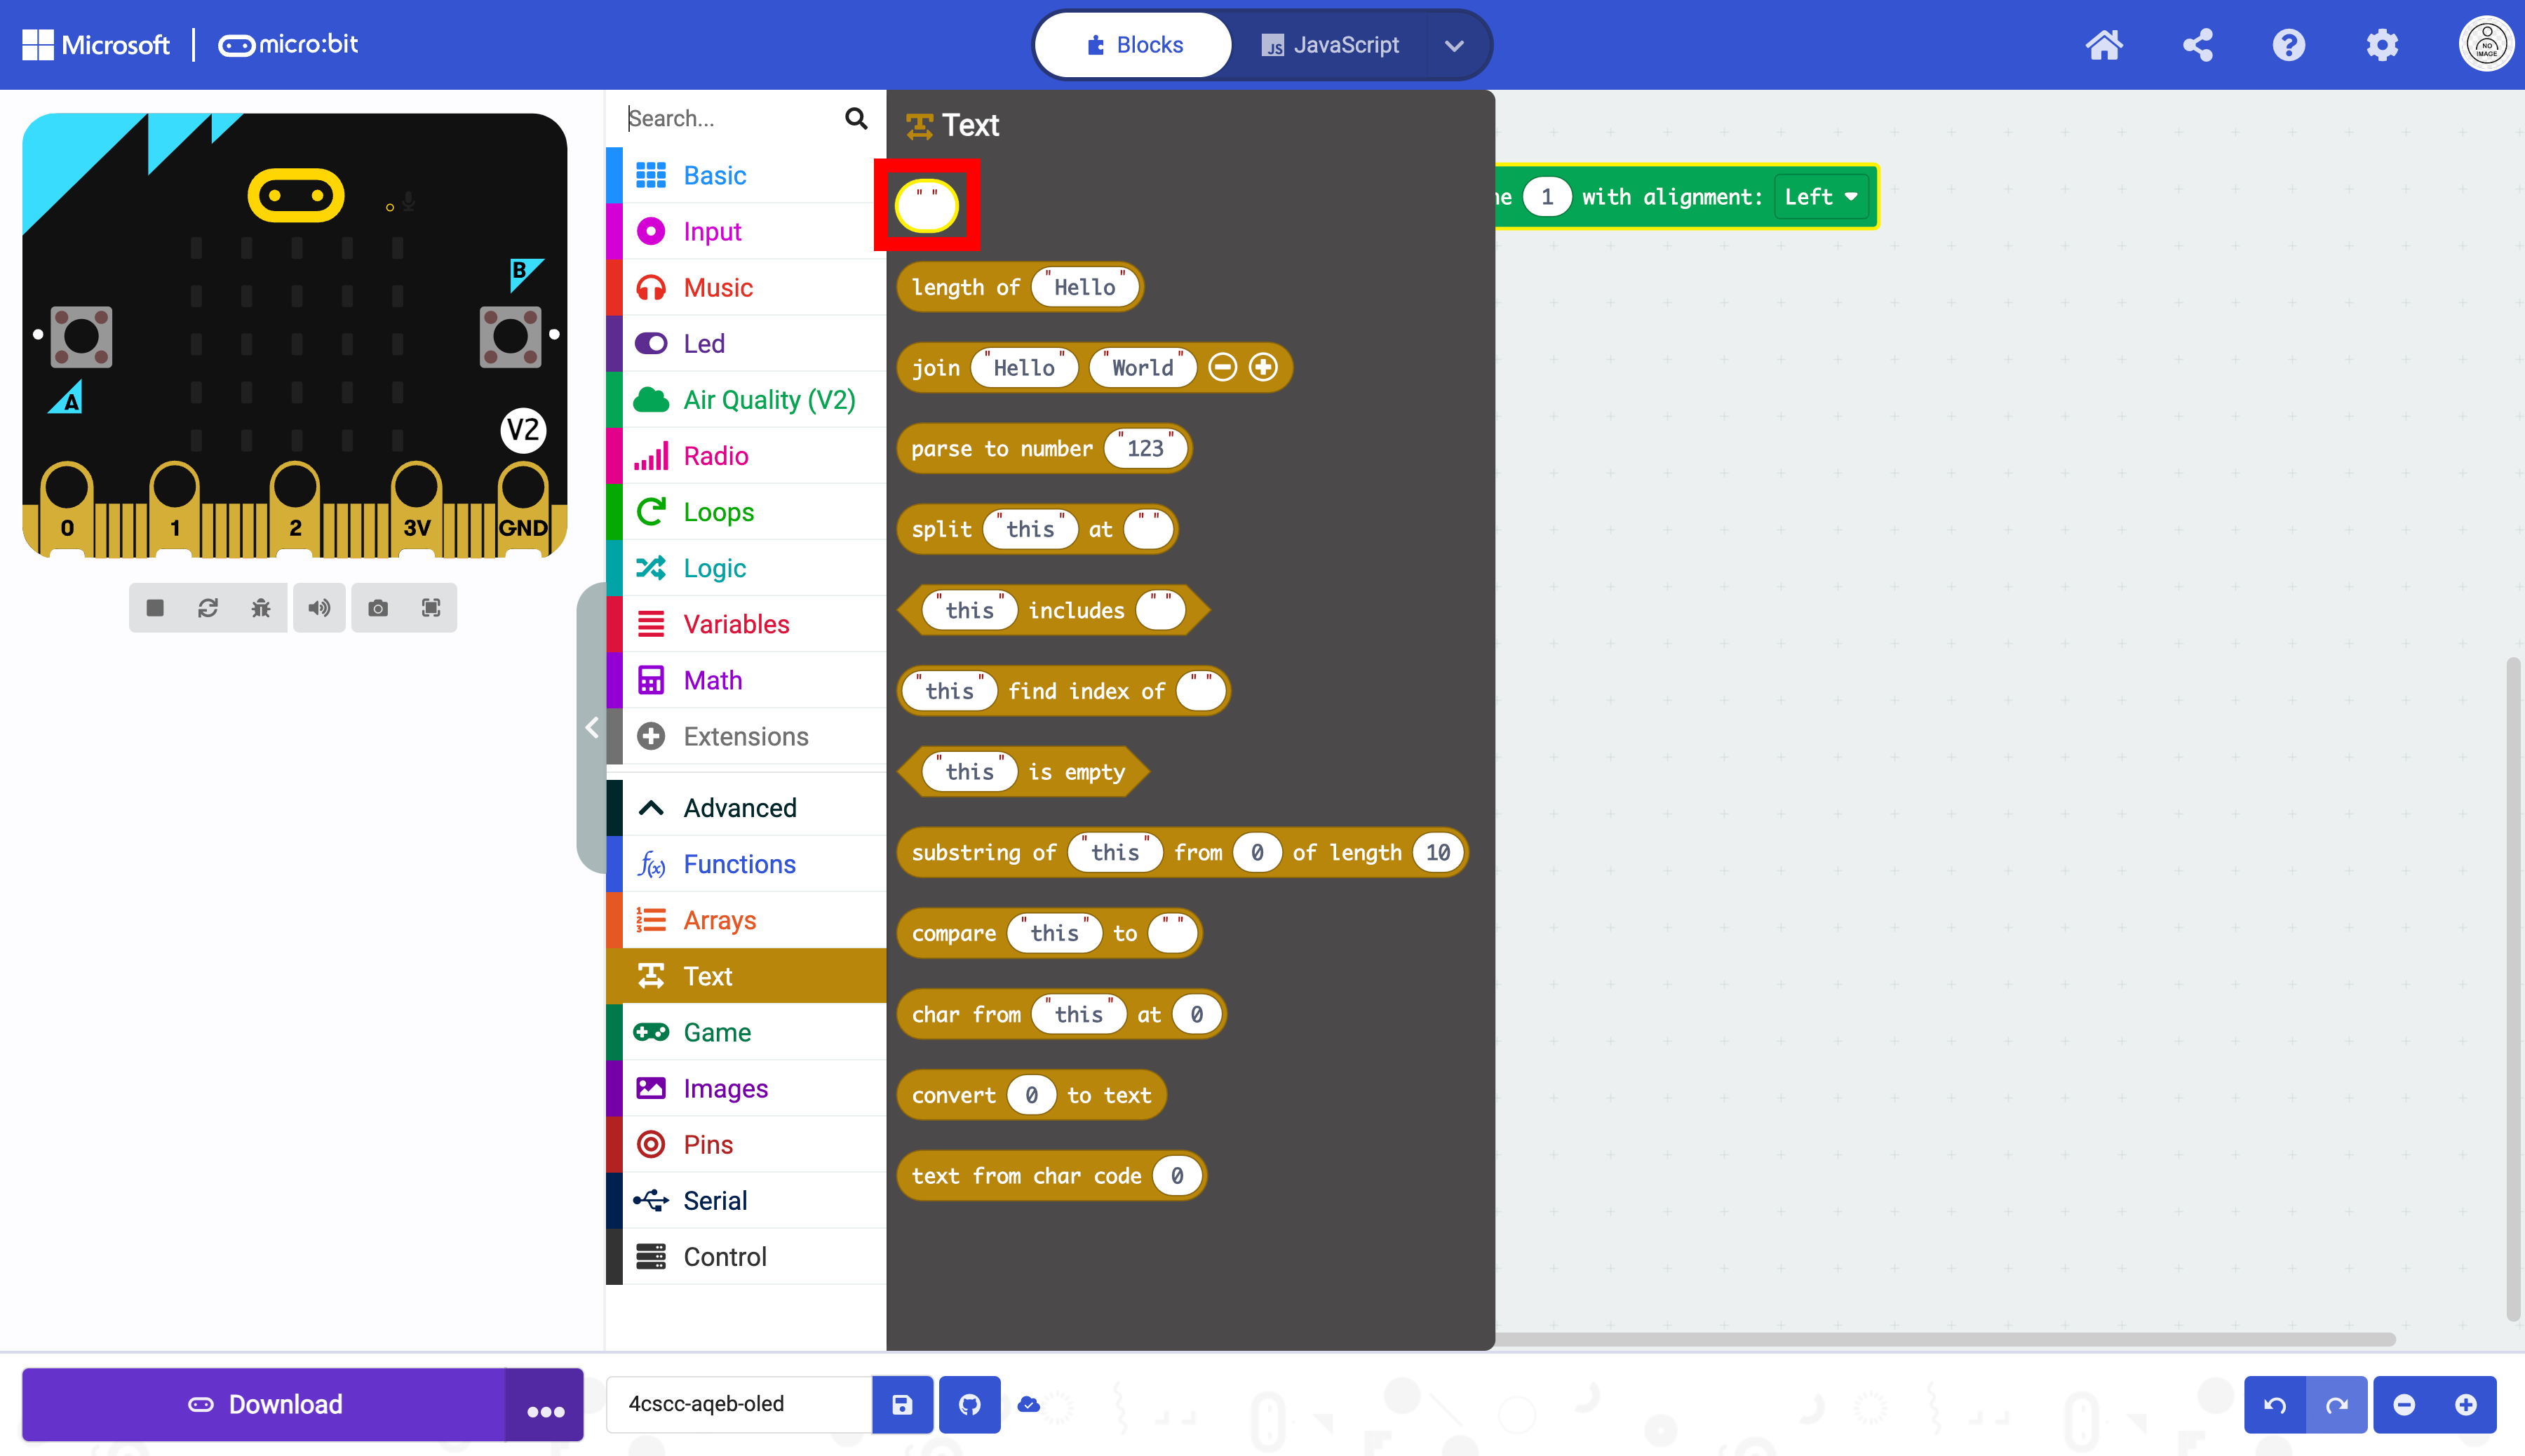 Microsoft | micro:bit
Blocks
JS JavaScript
NO IMAGE
Search...
Basic
Input
Music
Led
Air Quality (V2)
Radio
Loops
Logic
Variables
Math
Extensions
Advanced
Functions
Arrays
Text
Game
Images
Pins
Serial
Control
B
A
V2
0 1 2 3V GND
Text
" "
length of "Hello"
join "Hello" "World"
parse to number "123"
split "this" at " "
"this" includes " "
"this" find index of " "
"this" is empty
substring of "this" from 0 of length 10
compare "this" to " "
char from "this" at 0
convert 0 to text
text from char code 0
1 with alignment: Left
Download
4cscc-aqeb-oled